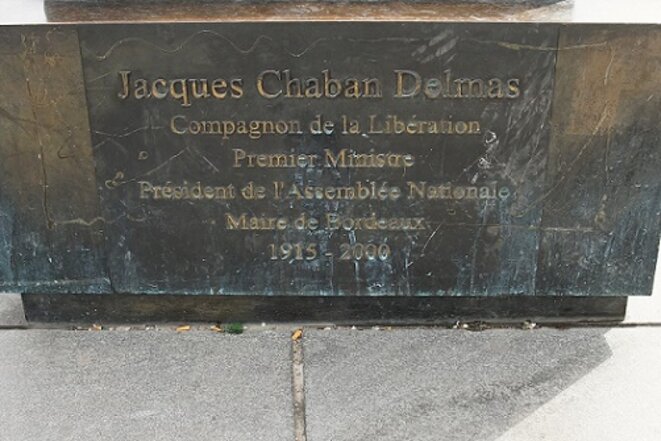 Jacques Chaban Delmas
Compagnon de la Libération
Premier Ministre
Président de l'Assemblée Nationale
Maire de Bordeaux
1915 - 2000